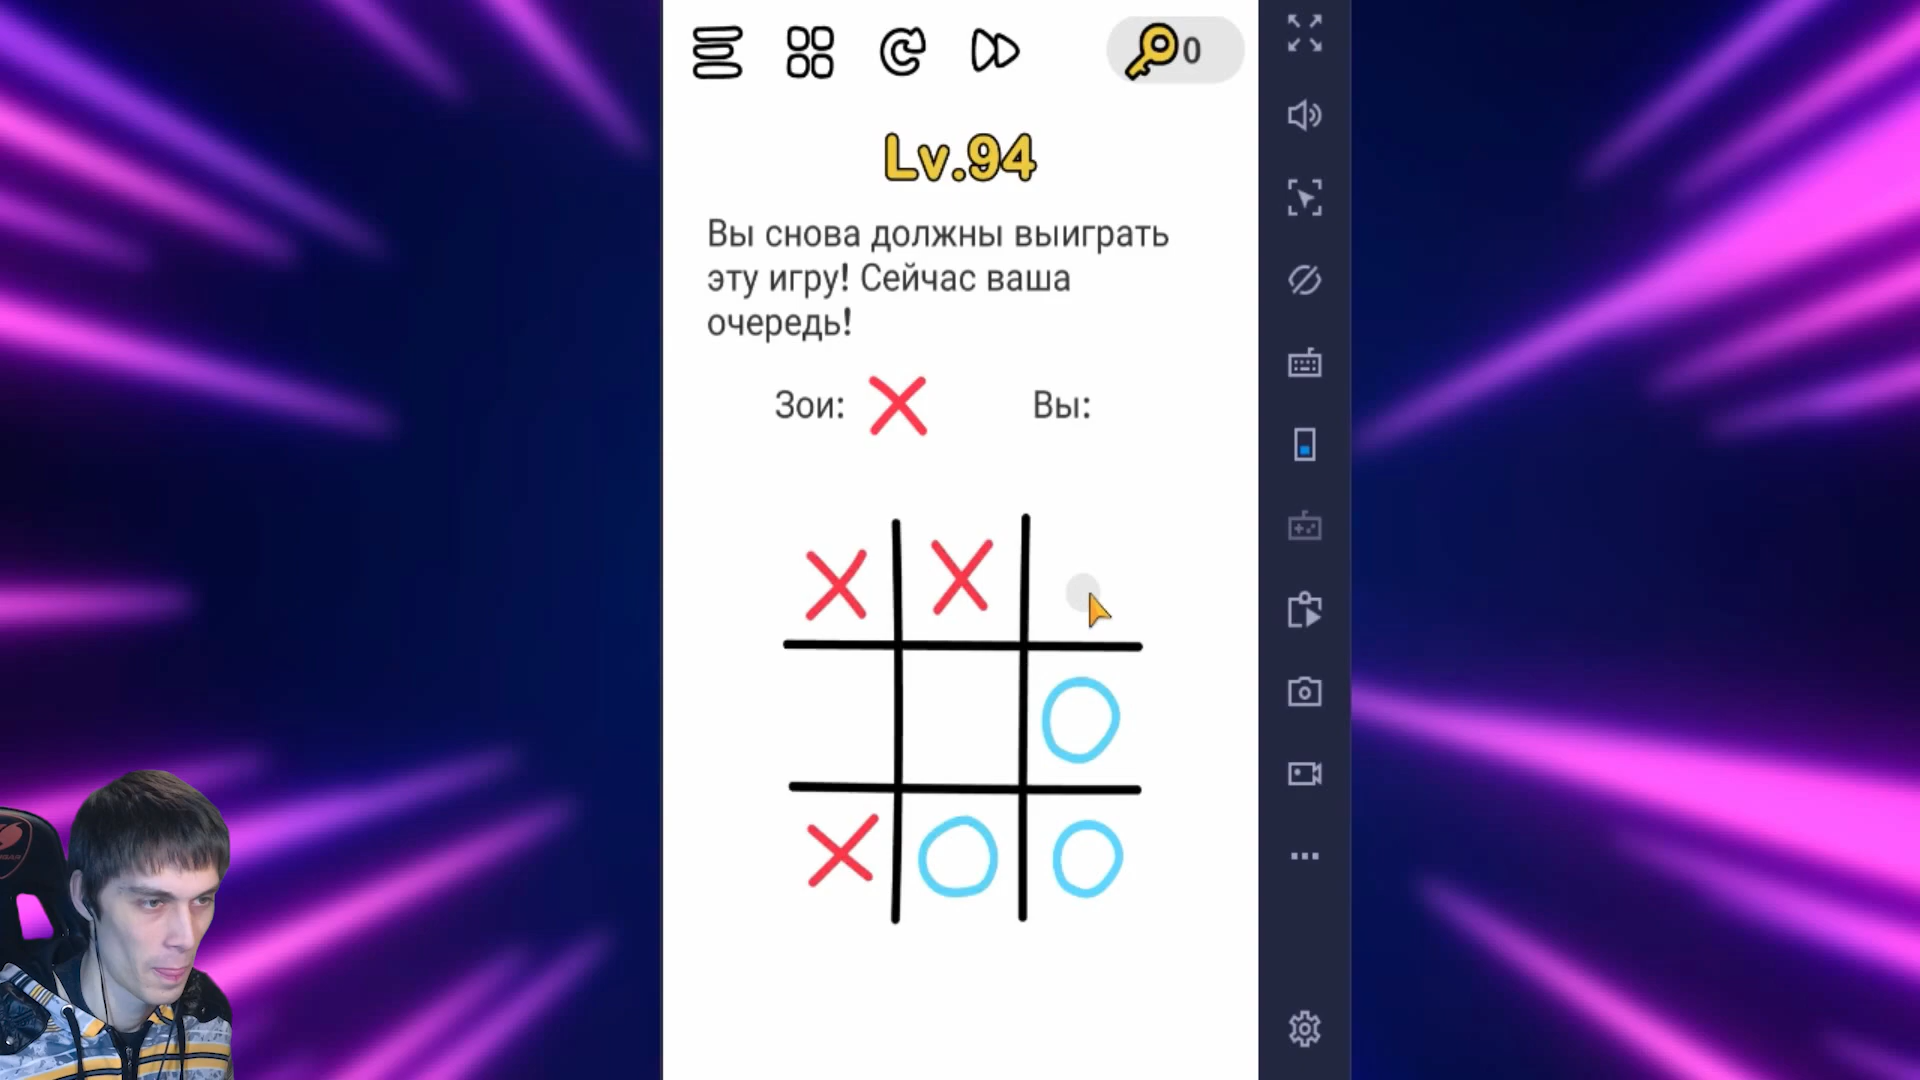 0
Lv.94
Вы снова должны выиграть
эту игру! Сейчас ваша
очередь!
Зои: Вы: